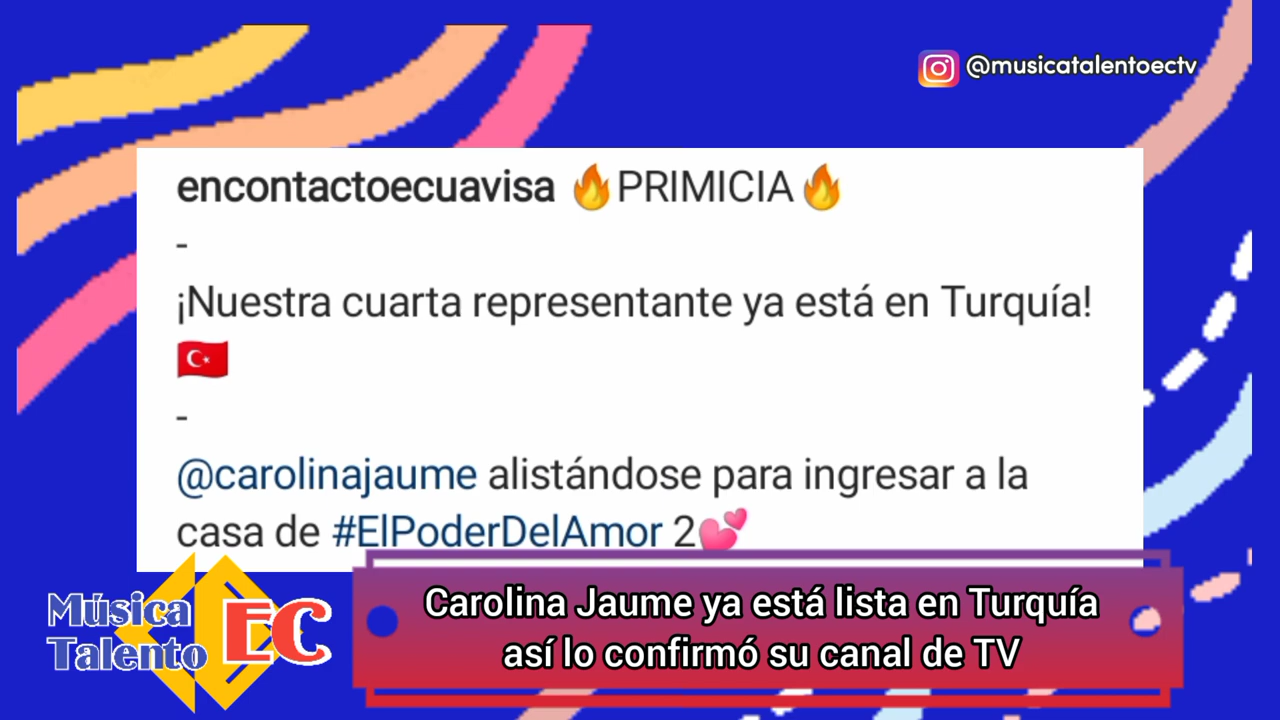 @musicatalentoectv
encontactoecuavisa 🔥PRIMICIA🔥
-
¡Nuestra cuarta representante ya está en Turquía!
🇹🇷
-
@carolinajaume alistándose para ingresar a la
casa de #ElPoderDelAmor 2💕
Música
Talento
EC
Carolina Jaume ya está lista en Turquía
así lo confirmó su canal de TV